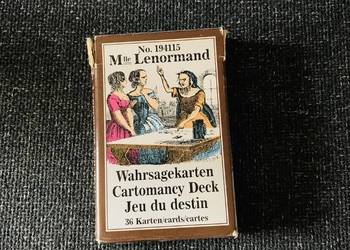 No. 194115
Mlle Lenormand
Wahrsagekarten
Cartomancy Deck
Jeu du destin
36 Karten/cards/cartes